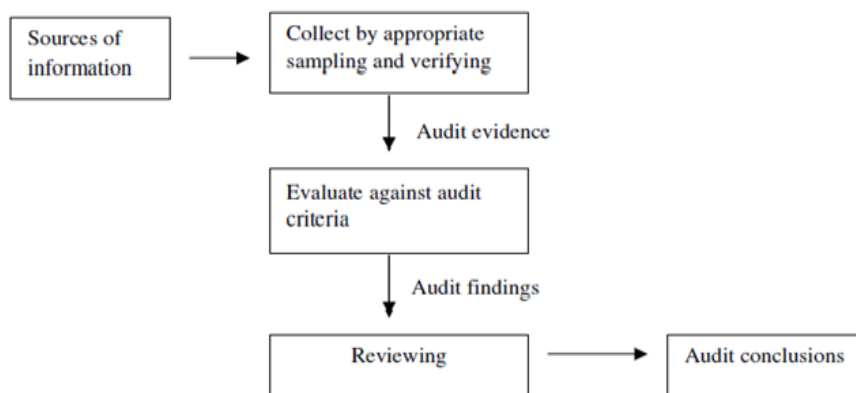 Sources of
information
Collect by appropriate
sampling and verifying
Audit evidence
Evaluate against audit
criteria
Audit findings
Reviewing
Audit conclusions